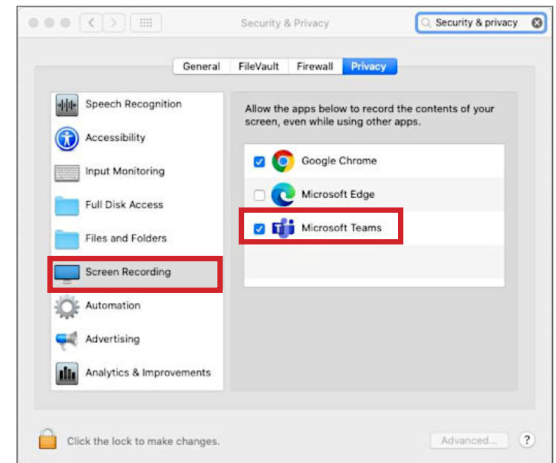 Security & Privacy
Security & privacy
General FileVault Firewall Privacy
Speech Recognition
Accessibility
Input Monitoring
Full Disk Access
Files and Folders
Screen Recording
Automation
Advertising
Analytics & Improvements
Allow the apps below to record the contents of your
screen, even while using other apps.
Google Chrome
Microsoft Edge
Microsoft Teams
Click the lock to make changes.
Advanced...
?